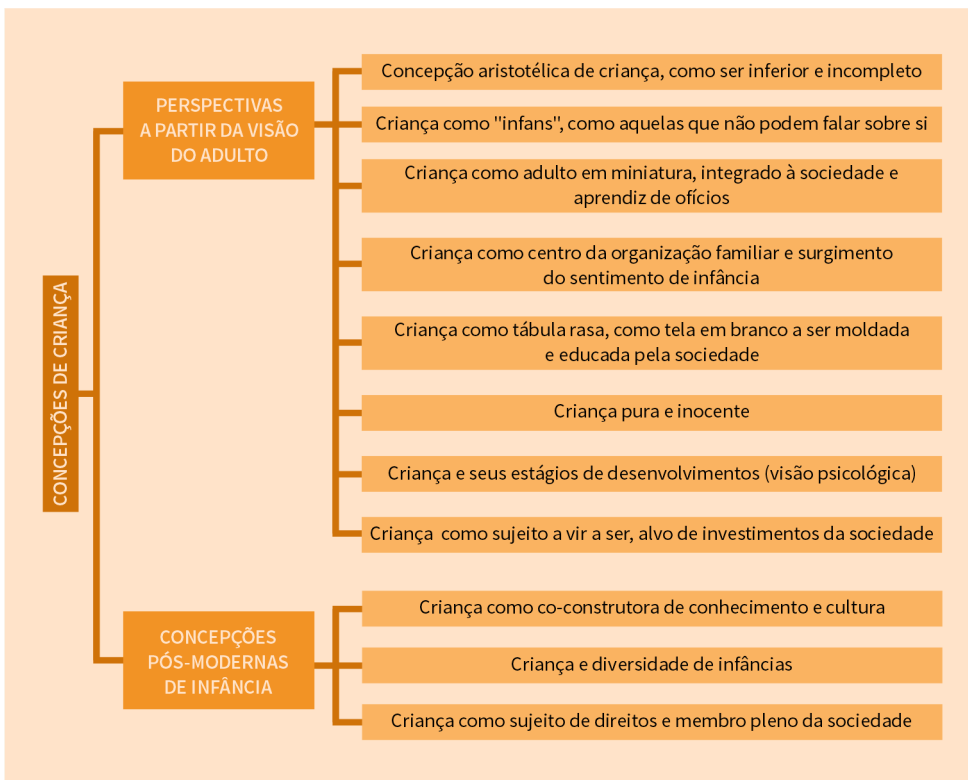 CONCEPÇÕES DE CRIANÇA
PERSPECTIVAS
A PARTIR DA VISÃO
DO ADULTO
Concepção aristotélica de criança, como ser inferior e incompleto
Criança como "infans", como aquelas que não podem falar sobre si
Criança como adulto em miniatura, integrado à sociedade e
aprendiz de ofícios
Criança como centro da organização familiar e surgimento
do sentimento de infância
Criança como tábula rasa, como tela em branco a ser moldada
e educada pela sociedade
Criança pura e inocente
Criança e seus estágios de desenvolvimentos (visão psicológica)
Criança como sujeito a vir a ser, alvo de investimentos da sociedade
CONCEPÇÕES
PÓS-MODERNAS
DE INFÂNCIA
Criança como co-construtora de conhecimento e cultura
Criança e diversidade de infâncias
Criança como sujeito de direitos e membro pleno da sociedade